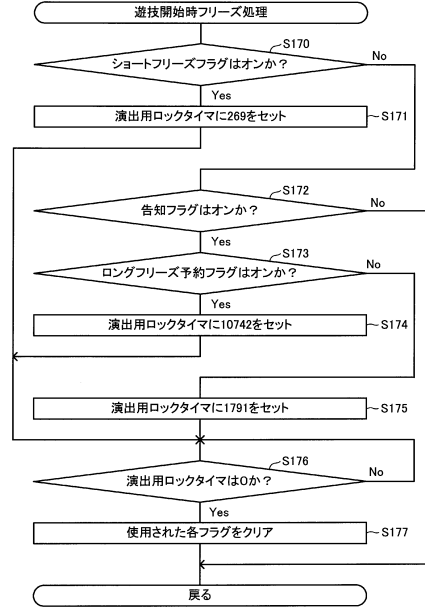 遊技開始時フリーズ処理
S170
ショートフリーズフラグはオンか？
No
Yes
演出用ロックタイマに269をセット
S171
S172
告知フラグはオンか？
No
Yes
S173
ロングフリーズ予約フラグはオンか？
No
Yes
演出用ロックタイマに10742をセット
S174
演出用ロックタイマに1791をセット
S175
S176
演出用ロックタイマは0か？
No
Yes
使用された各フラグをクリア
S177
戻る